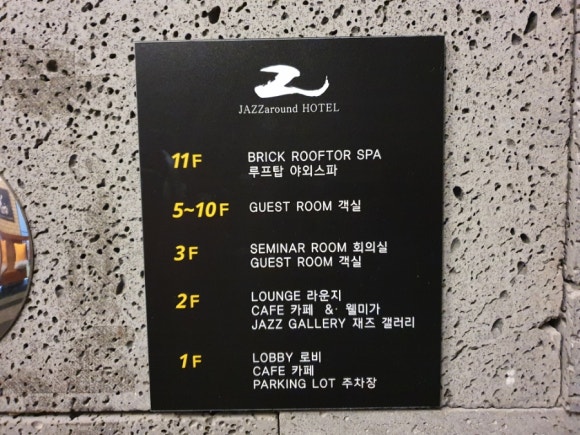 JAZZaround HOTEL
11F BRICK ROOFTOR SPA
루프탑 야외스파
5~10F GUEST ROOM 객실
3F SEMINAR ROOM 회의실
GUEST ROOM 객실
2F LOUNGE 라운지
CAFE 카페 & 웰미가
JAZZ GALLERY 재즈 갤러리
1F LOBBY 로비
CAFE 카페
PARKING LOT 주차장